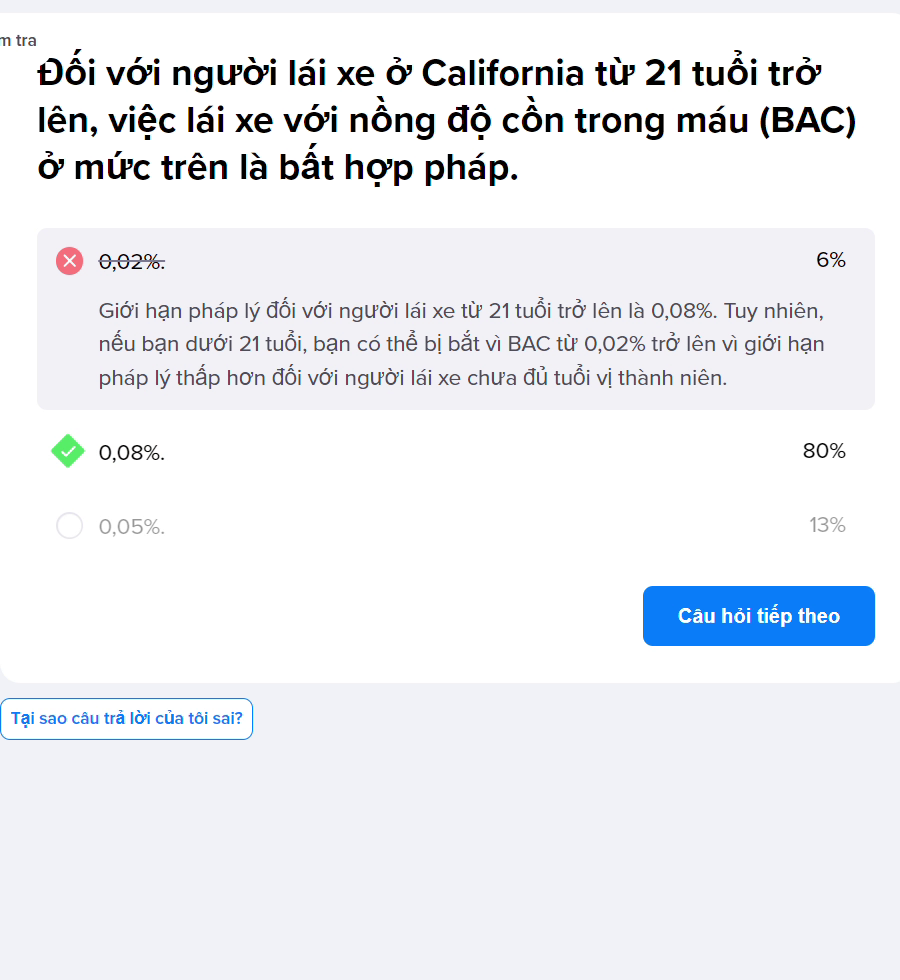 m tra
Đối với người lái xe ở California từ 21 tuổi trở
lên, việc lái xe với nồng độ cồn trong máu (BAC)
ở mức trên là bất hợp pháp.
0,02%. 6%
Giới hạn pháp lý đối với người lái xe từ 21 tuổi trở lên là 0,08%. Tuy nhiên,
nếu bạn dưới 21 tuổi, bạn có thể bị bắt vì BAC từ 0,02% trở lên vì giới hạn
pháp lý thấp hơn đối với người lái xe chưa đủ tuổi vị thành niên.
0,08%. 80%
0,05%. 13%
Câu hỏi tiếp theo
Tại sao câu trả lời của tôi sai?